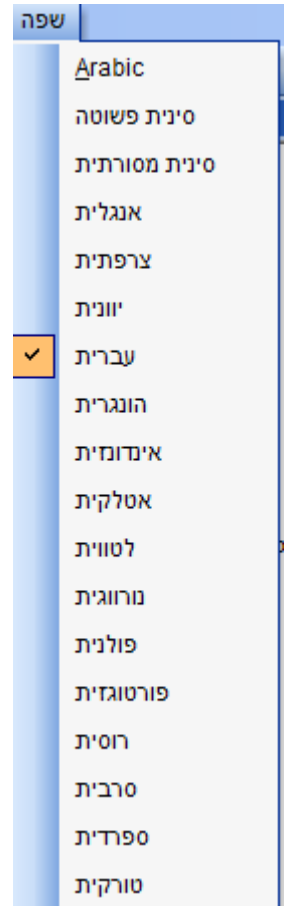 שפה
Arabic
סינית פשוטה
סינית מסורתית
אנגלית
צרפתית
יוונית
עברית
הונגרית
אינדונזית
אטלקית
לטווית
נורווגית
פולנית
פורטוגזית
רוסית
סרבית
ספרדית
טורקית